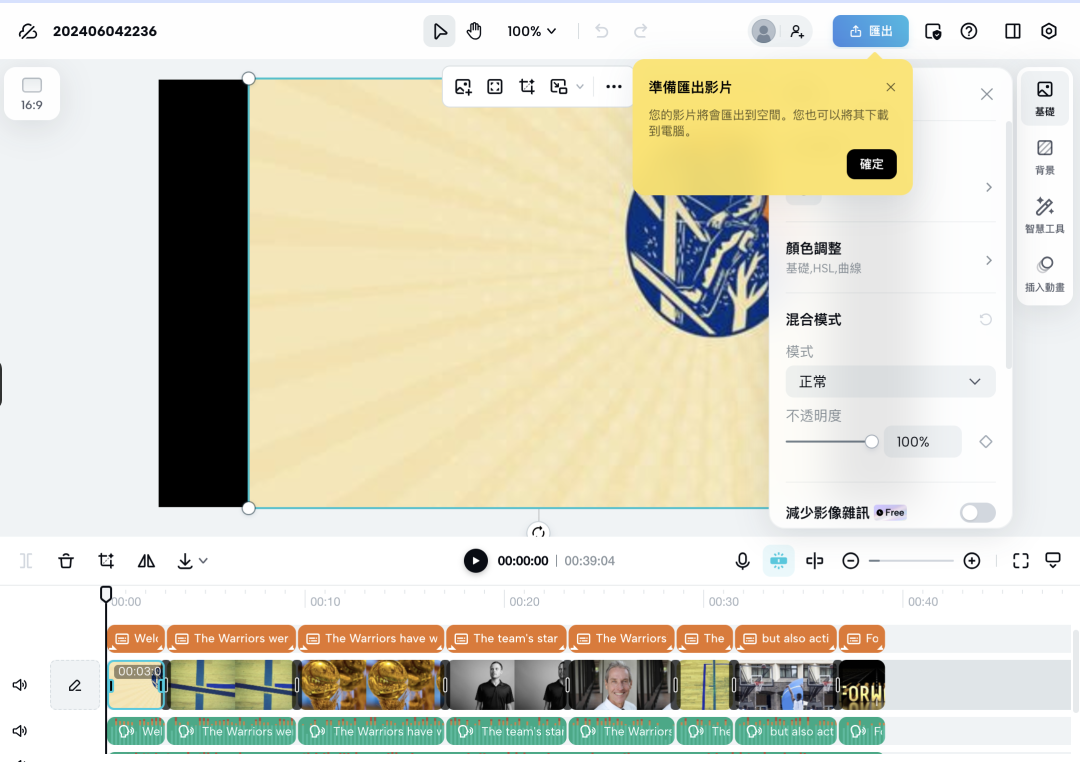 202406042236
100%
匯出
16:9
準備匯出影片
您的影片將會匯出到空間。您也可以將其下載
到電腦。
確定
基礎
背景
智慧工具
插入動畫
顏色調整
基礎,HSL,曲線
混合模式
模式
正常
不透明度
100%
減少影像雜訊 Free
00:00:00 | 00:39:04
00:00 00:10 00:20 00:30 00:40
Welc The Warriors wer The Warriors have w The team's star The Warriors The but also acti Fo
00:03:0
FORW
Wel The Warriors wer The Warriors have w The team's star The Warriors The but also act F